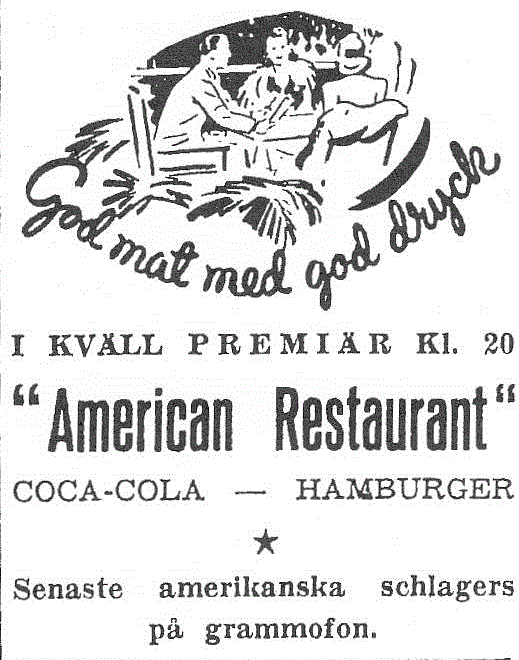 God mat med god dryck
I KVÄLL PREMIÄR Kl. 20
"American Restaurant"
COCA-COLA — HAMBURGER
★
Senaste amerikanska schlagers
på grammofon.